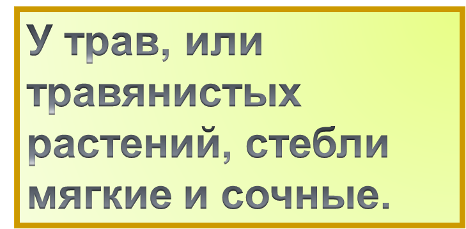 У трав, или
травянистых
растений, стебли
мягкие и сочные.